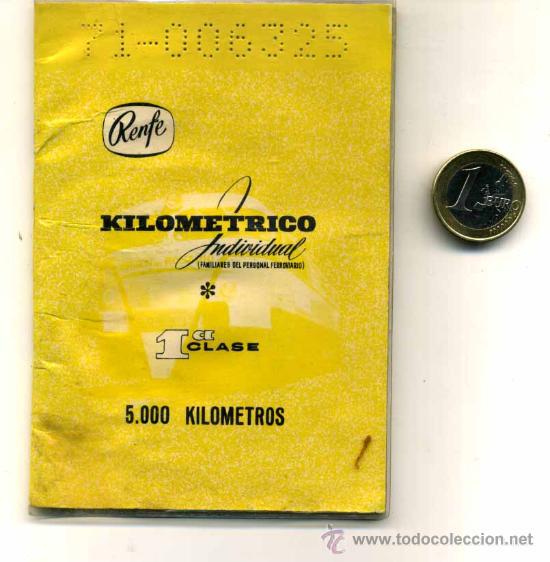 71-006325
Renfe
KILOMETRICO
Individual
(FAMILIARES DEL PERSONAL FERROVIARIO)
*
1ª CLASE
5.000 KILOMETROS
1 EURO
www.todocoleccion.net